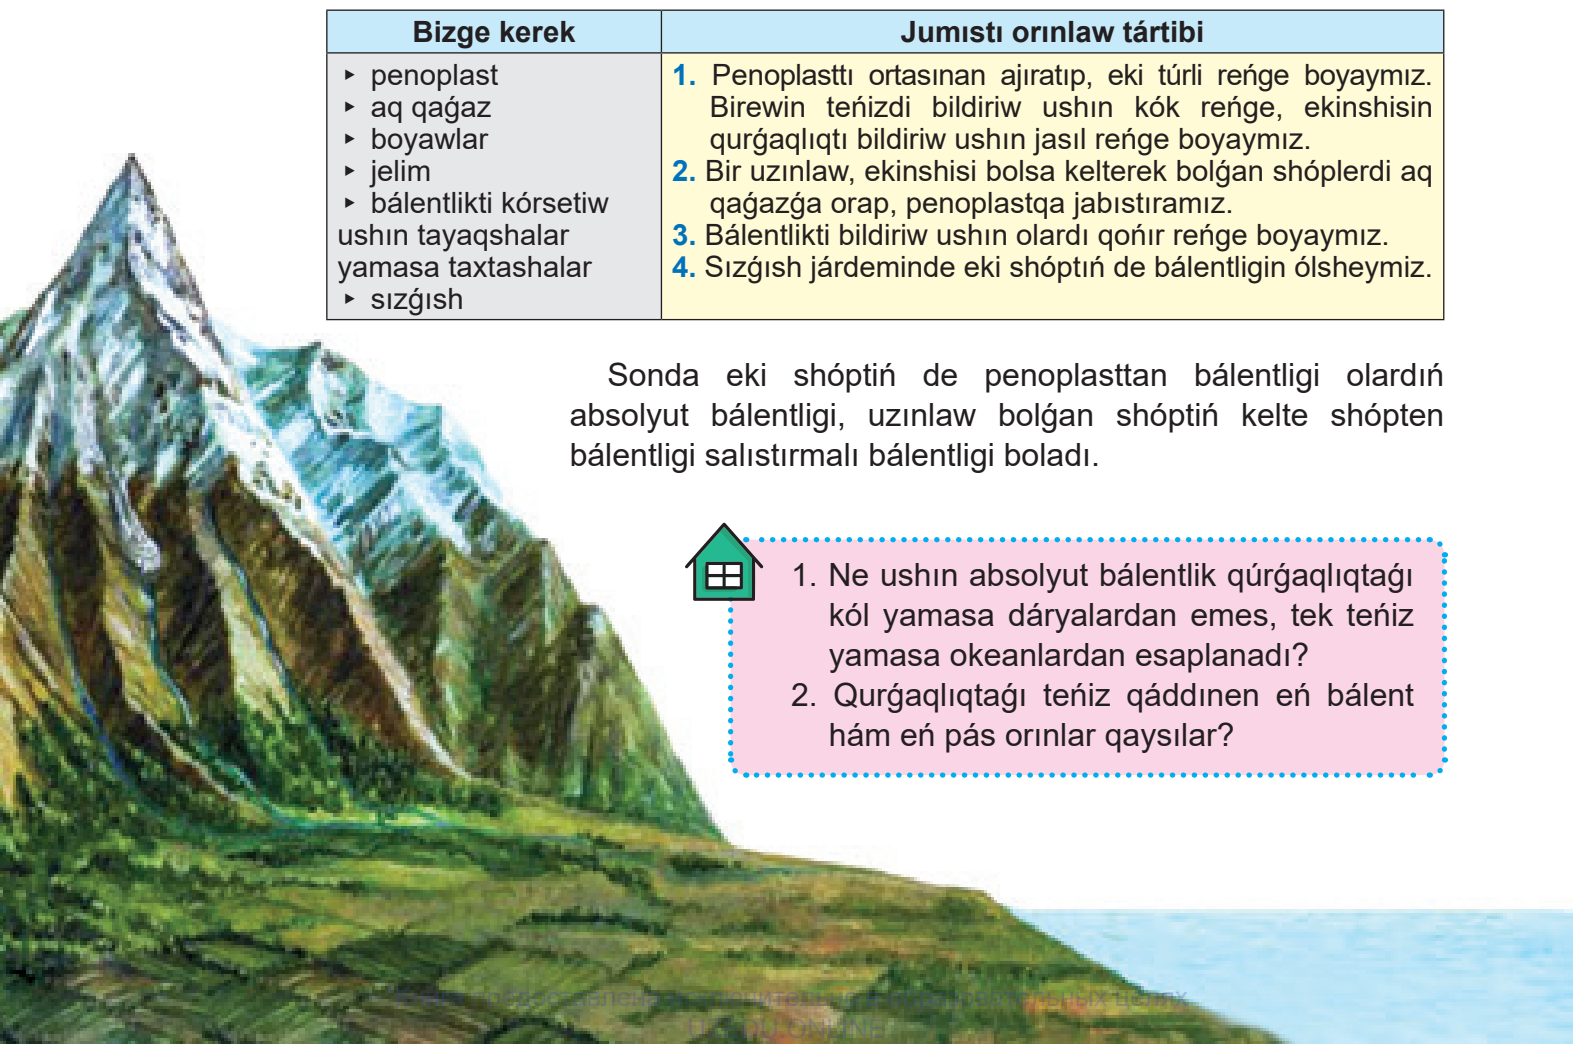 Bizge kerek
Jumıstı orınlaw tártibi
‣ penoplast
‣ aq qaǵaz
‣ boyawlar
‣ jelim
‣ bálentlikti kórsetiw
ushın tayaqshalar
yamasa taxtashalar
‣ sızǵısh
1. Penoplasttı ortasınan ajıratıp, eki túrli reńge boyaymız.
Birewin teńizdi bildiriw ushın kók reńge, ekinshisin
qurǵaqlıqtı bildiriw ushın jasıl reńge boyaymız.
2. Bir uzınlaw, ekinshisi bolsa kelterek bolǵan shóplerdi aq
qaǵazǵa orap, penoplastqa jabıstıramız.
3. Bálentlikti bildiriw ushın olardı qońır reńge boyaymız.
4. Sızǵısh járdeminde eki shóptıń de bálentligin ólsheymiz.
Sonda eki shóptiń de penoplasttan bálentligi olardıń
absolyut bálentligi, uzınlaw bolǵan shóptiń kelte shópten
bálentligi salıstırmalı bálentligi boladı.
1. Ne ushın absolyut bálentlik qúrǵaqlıqtaǵı
kól yamasa dáryalardan emes, tek teńiz
yamasa okeanlardan esaplanadı?
2. Qurǵaqlıqtaǵı teńiz qáddınen eń bálent
hám eń pás orınlar qaysılar?